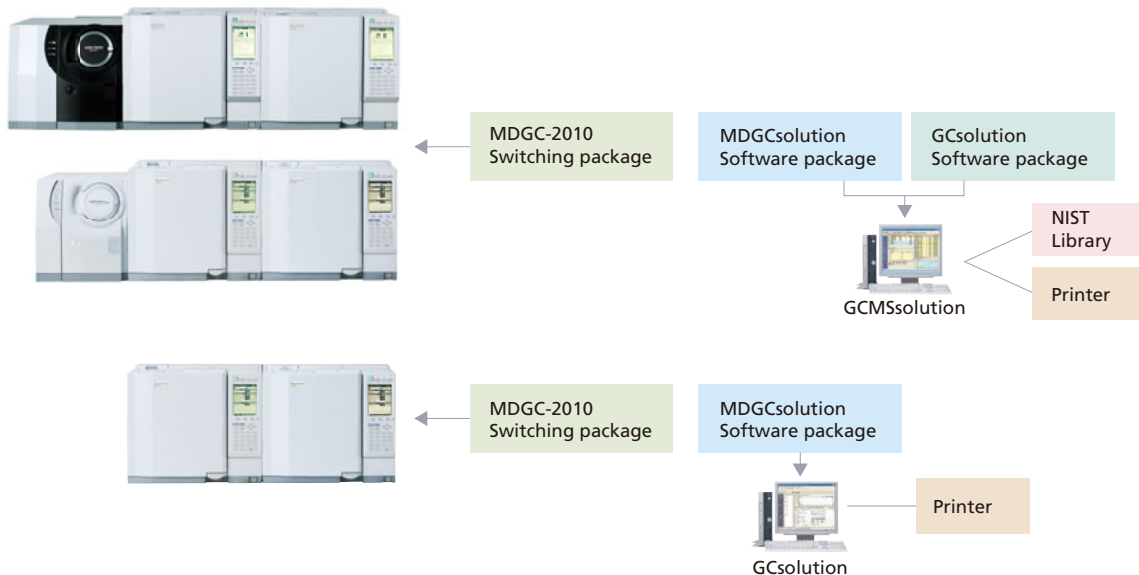 MDGC-2010
Switching package
MDGCsolution
Software package
GCsolution
Software package
NIST
Library
Printer
GCMSsolution
MDGC-2010
Switching package
MDGCsolution
Software package
Printer
GCsolution